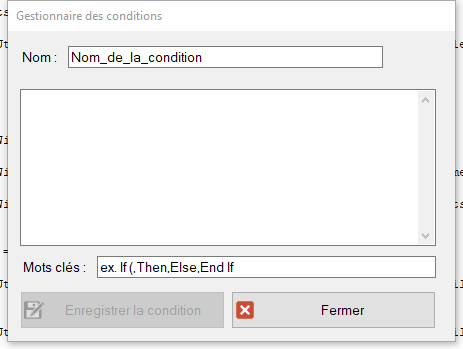 Gestionnaire des conditions
Nom :
Nom_de_la_condition
Mots clés :
ex. If (,Then,Else,End If
Enregistrer la condition
Fermer